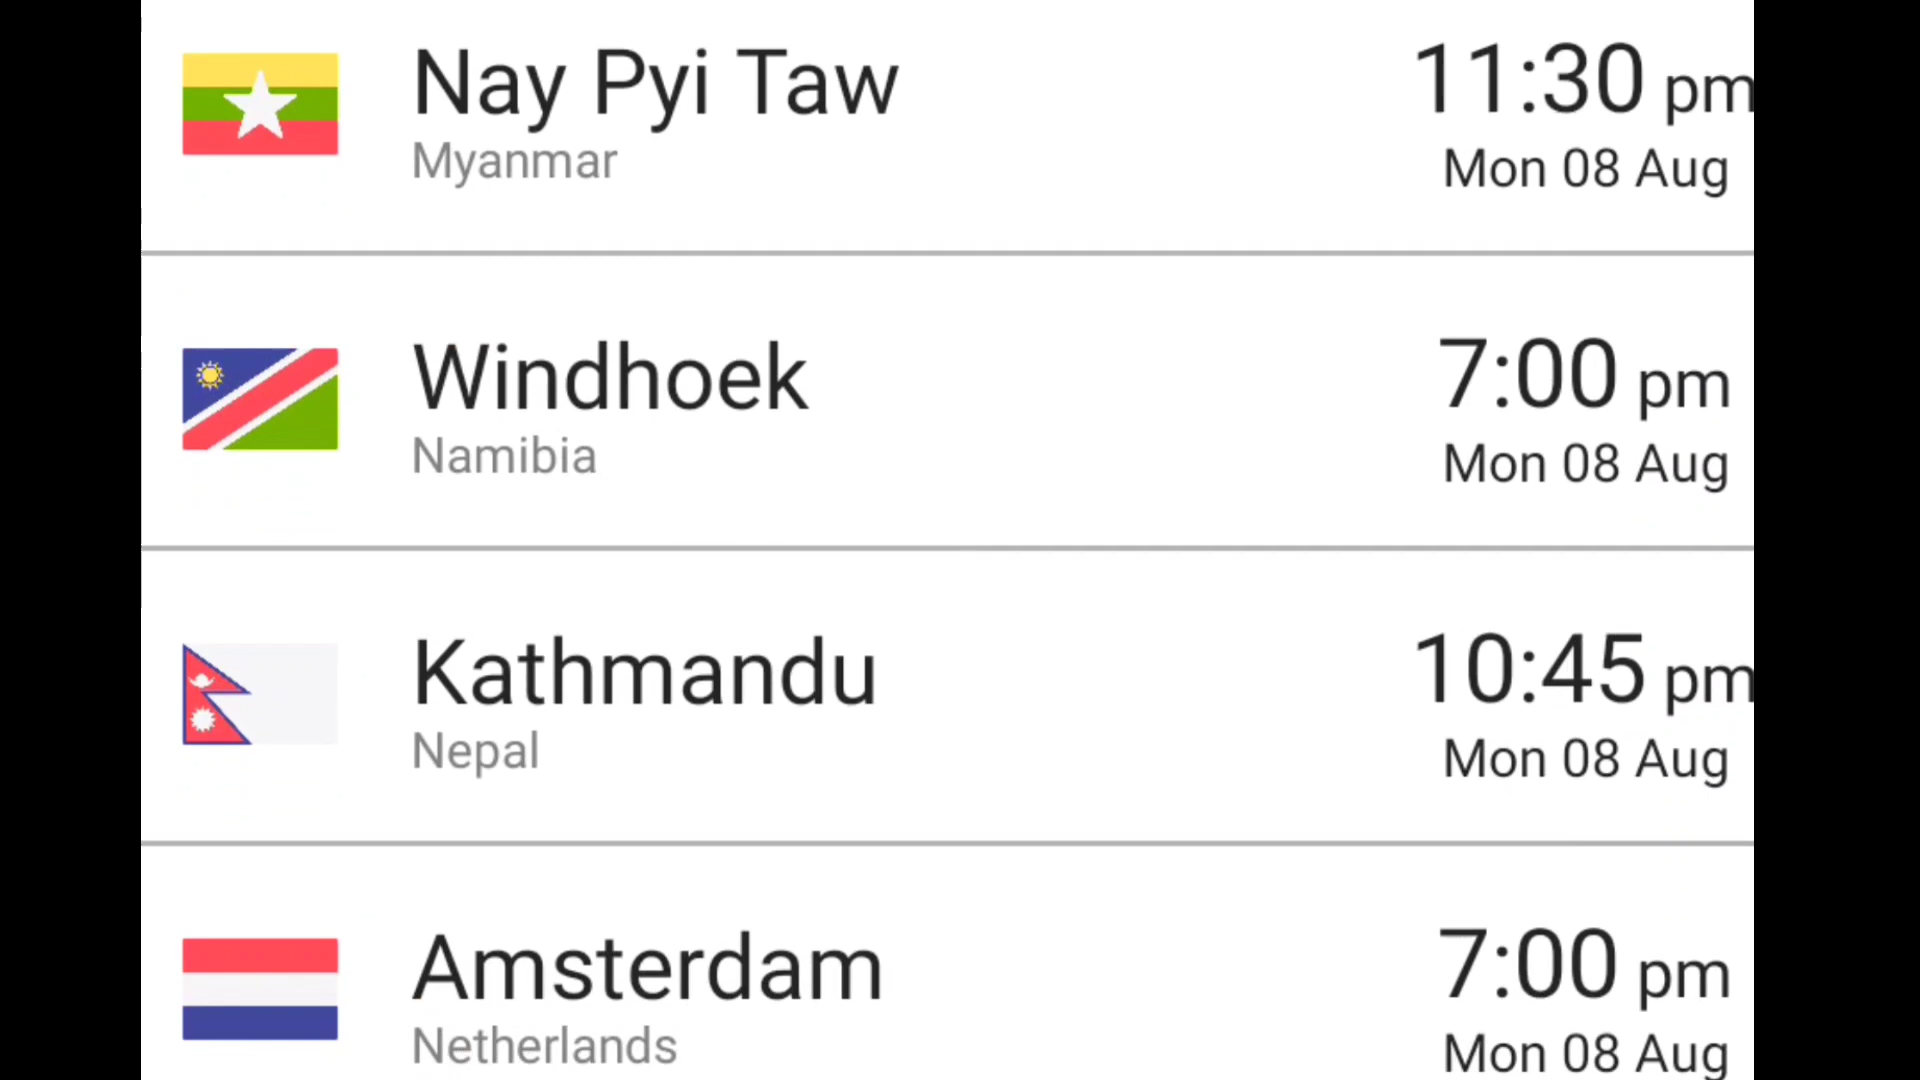 Nay Pyi Taw
11:30 pm
Myanmar
Mon 08 Aug
Windhoek
7:00 pm
Namibia
Mon 08 Aug
Kathmandu
10:45 pm
Nepal
Mon 08 Aug
Amsterdam
7:00 pm
Netherlands
Mon 08 Aug